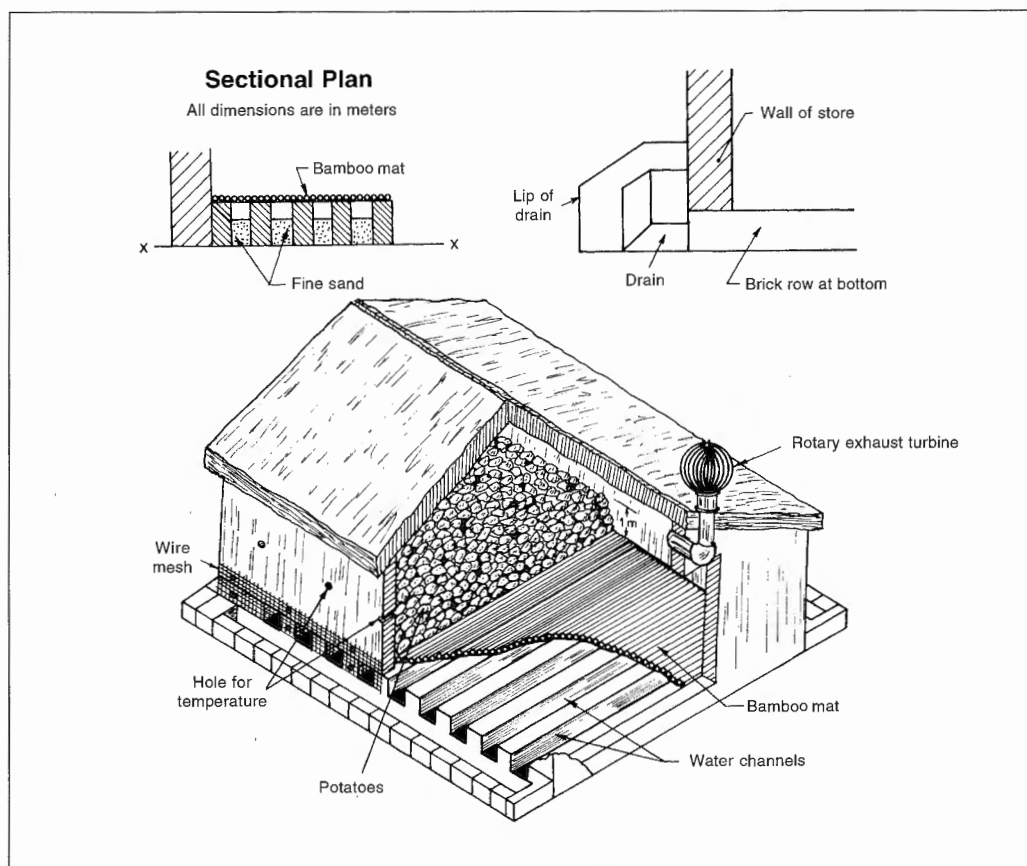 Sectional Plan
All dimensions are in meters
Bamboo mat
x
x
Fine sand
Wall of store
Lip of
drain
Drain
Brick row at bottom
Rotary exhaust turbine
1 m
Wire
mesh
Hole for
temperature
Bamboo mat
Water channels
Potatoes